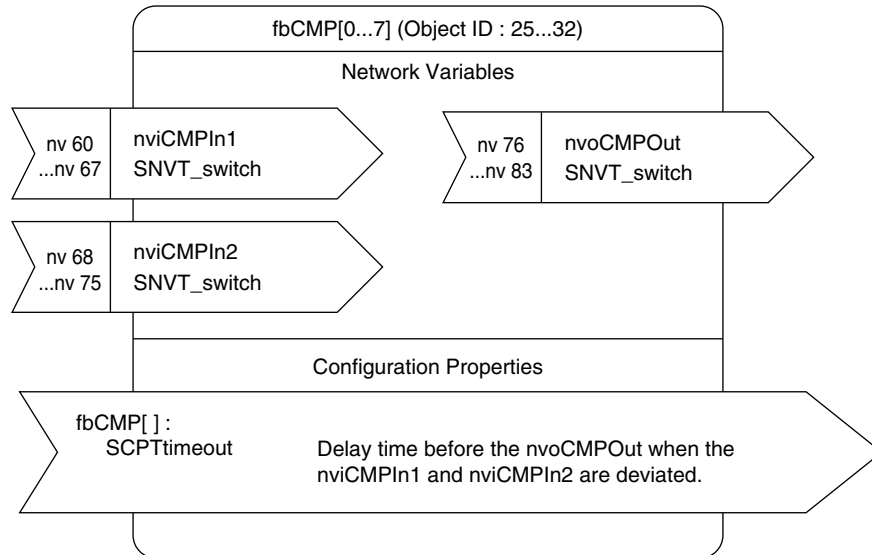 fbCMP[0...7] (Object ID : 25...32)
Network Variables
nv 60
...nv 67
nviCMPIn1
SNVT_switch
nv 76
...nv 83
nvoCMPOut
SNVT_switch
nv 68
...nv 75
nviCMPIn2
SNVT_switch
Configuration Properties
fbCMP[ ] :
SCPTtimeout
Delay time before the nvoCMPOut when the
nviCMPIn1 and nviCMPIn2 are deviated.